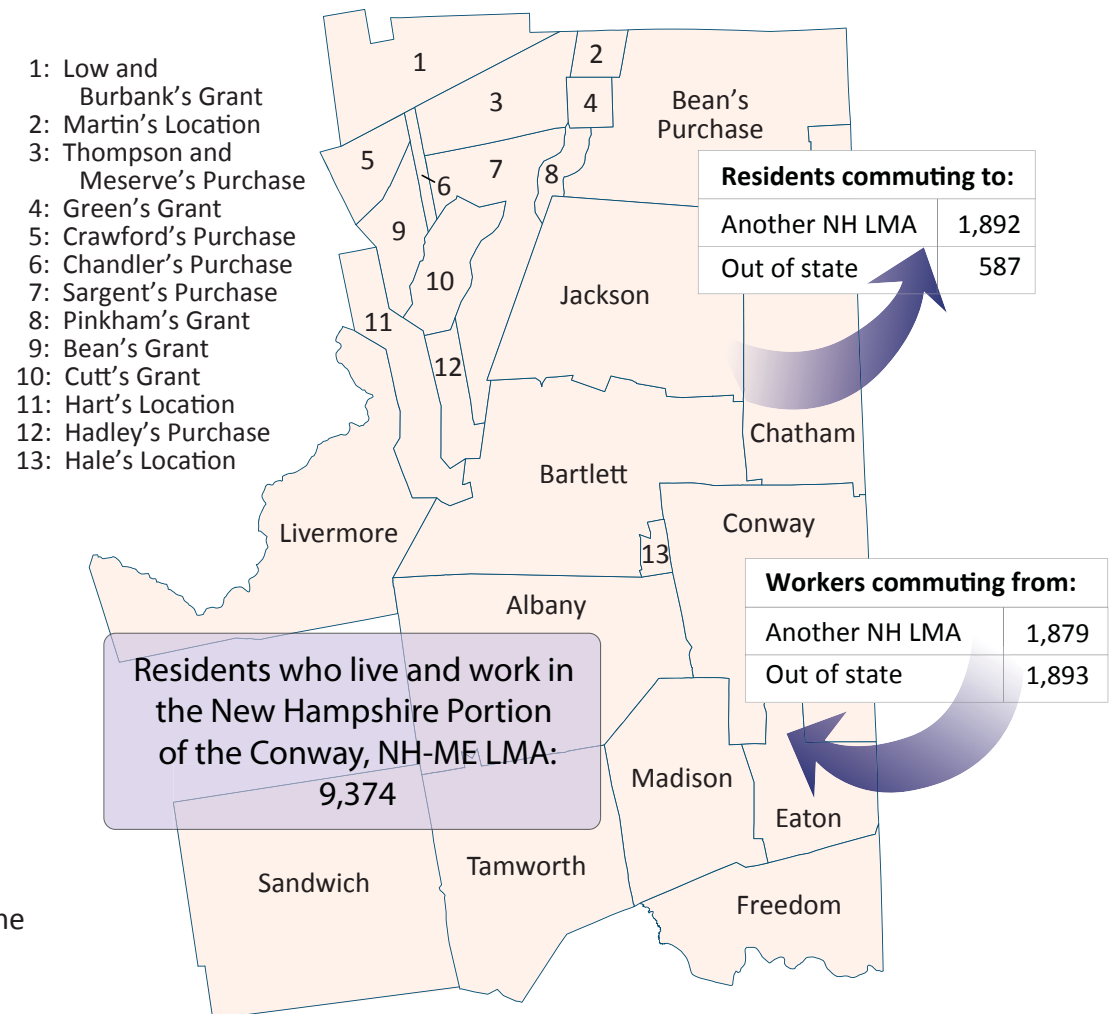 1: Low and
Burbank's Grant
2: Martin's Location
3: Thompson and
Meserve's Purchase
4: Green's Grant
5: Crawford's Purchase
6: Chandler's Purchase
7: Sargent's Purchase
8: Pinkham's Grant
9: Bean's Grant
10: Cutt's Grant
11: Hart's Location
12: Hadley's Purchase
13: Hale's Location
1
2
3
4
Bean's
Purchase
5
6
7
8
9
10
11
12
Jackson
Residents commuting to:
Another NH LMA 1,892
Out of state 587
Chatham
Bartlett
Livermore
Conway
13
Albany
Workers commuting from:
Another NH LMA 1,879
Out of state 1,893
Residents who live and work in
the New Hampshire Portion
of the Conway, NH-ME LMA:
9,374
Madison
Eaton
Tamworth
Sandwich
Freedom
ne